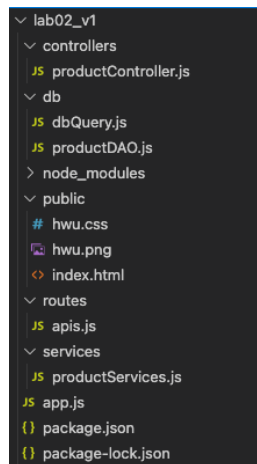 lab02_v1
controllers
JS productController.js
db
JS dbQuery.js
JS productDAO.js
node_modules
public
# hwu.css
hwu.png
<> index.html
routes
JS apis.js
services
JS productServices.js
JS app.js
{} package.json
{} package-lock.json